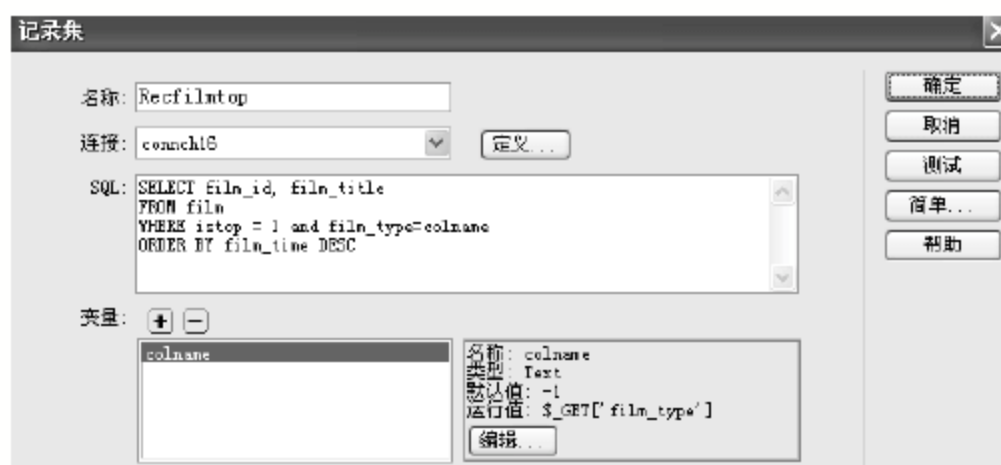 记录集
名称: Recfilmtop
确定
连接: connch16
定义...
取消
SQL: SELECT film_id, film_title
FROM film
WHERE istop = 1 and film_type=colname
ORDER BY film_time DESC
测试
简单...
帮助
变量:
colname
名称: colname
类型: Text
默认值: -1
运行值: $_GET['film_type']
编辑...